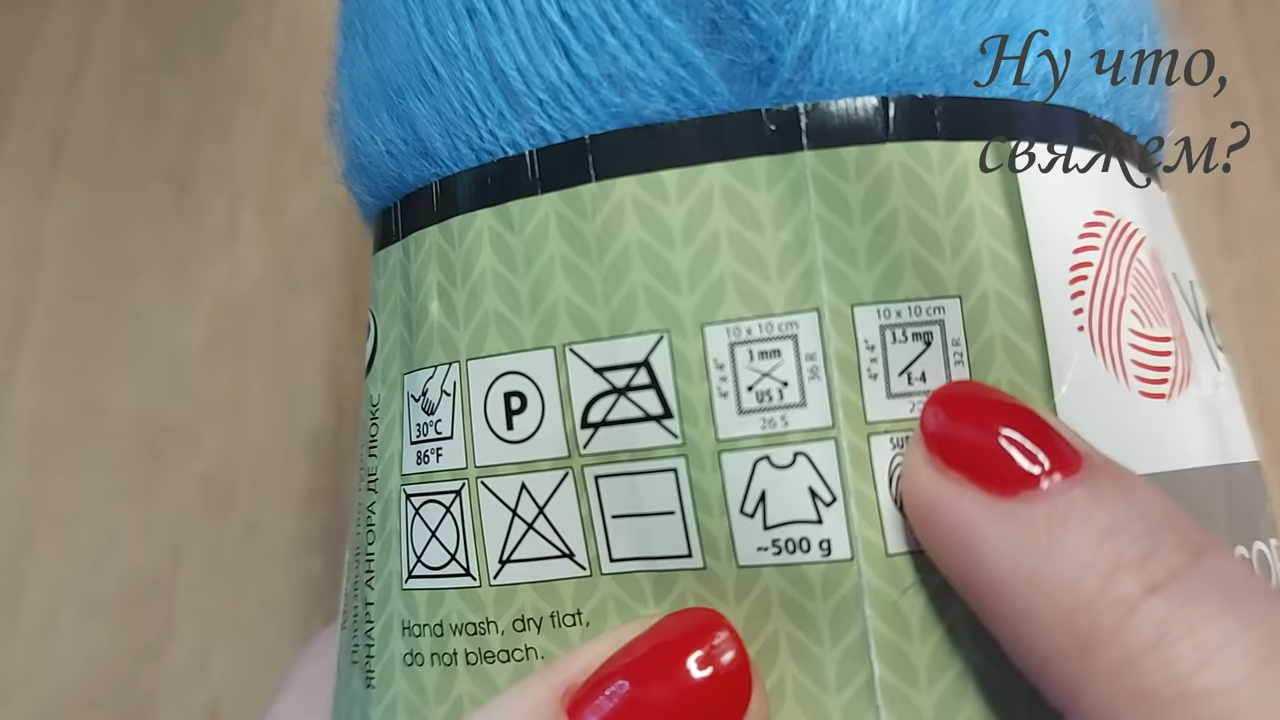 Ну что,
свяжем?
10 x 10 cm
4" x 4"
3 mm
US 3
36 R
26 S
10 x 10 cm
4" x 4"
3.5 mm
E-4
32 R
30°C
86°F
P
~500 g
Hand wash, dry flat,
do not bleach.
ЯРНАРТ АНГОРА ДЕ ЛЮКС